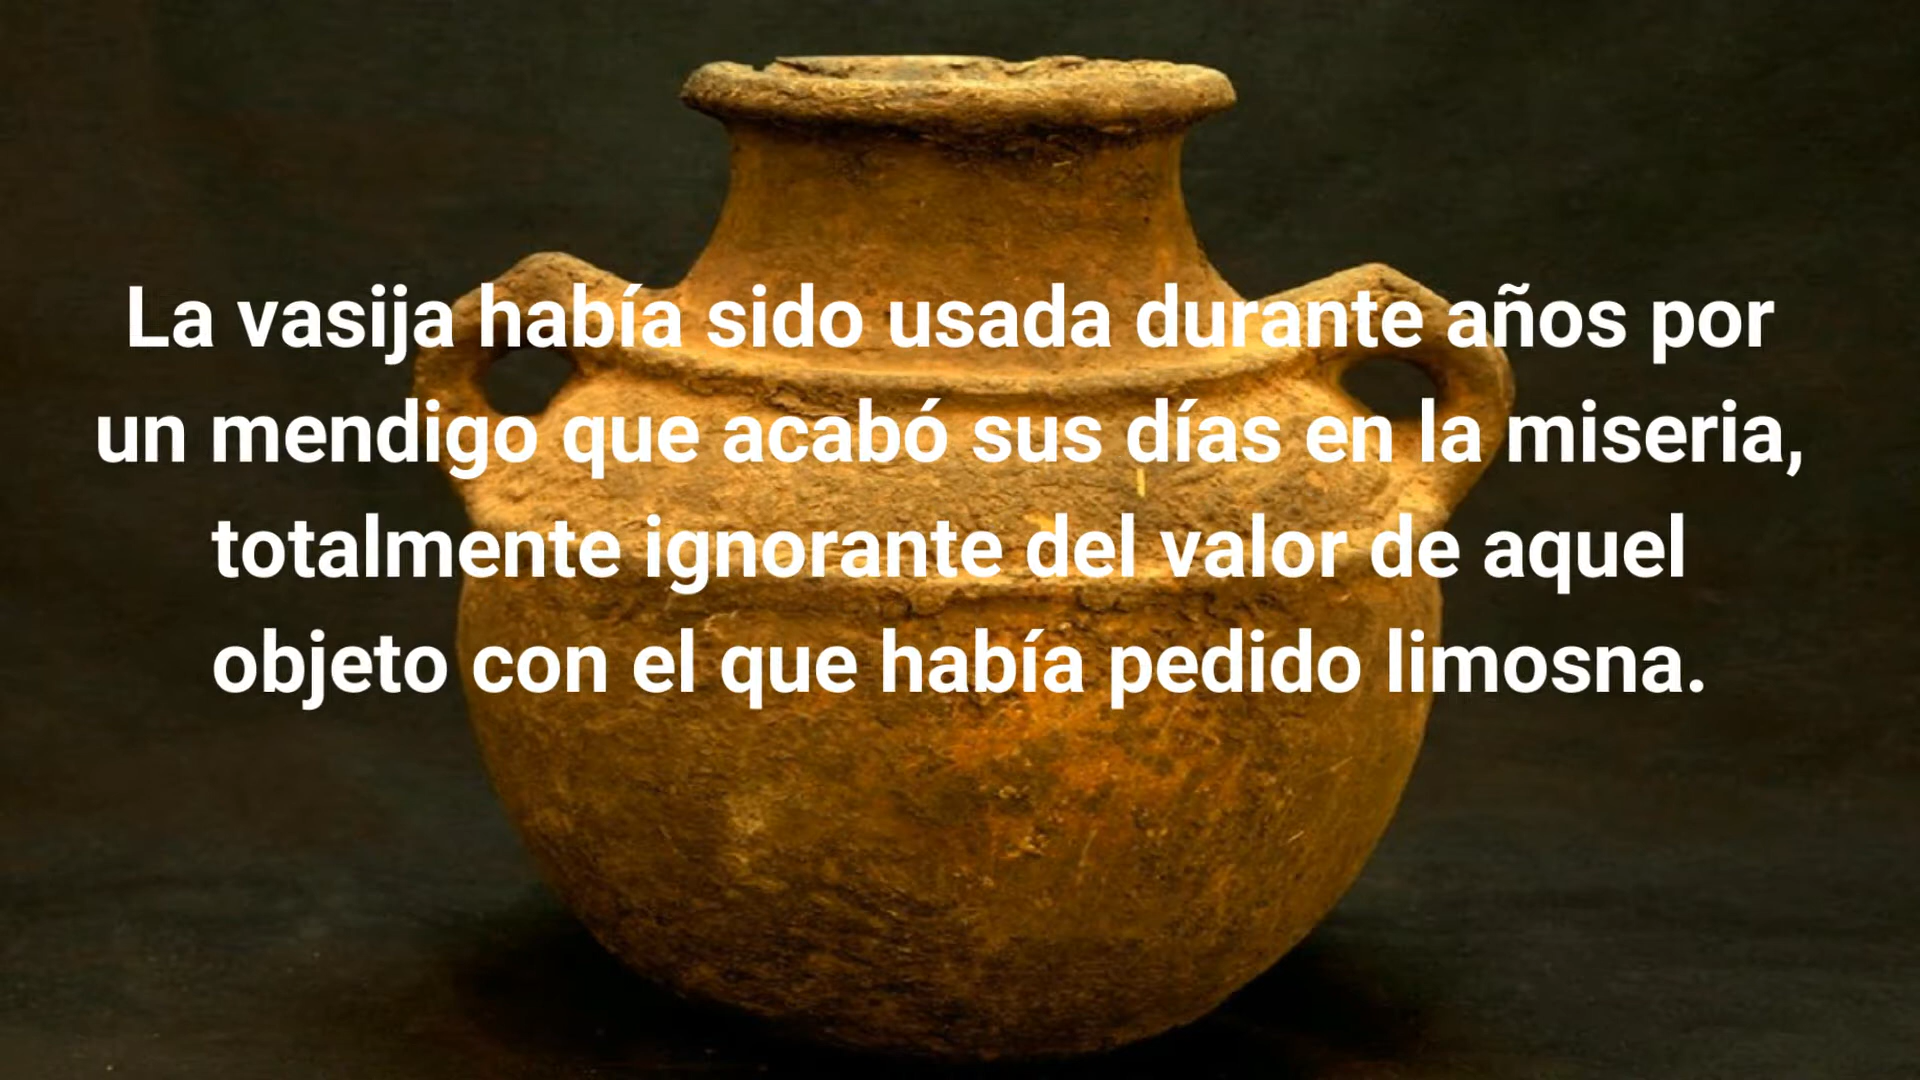 La vasija había sido usada durante años por
un mendigo que acabó sus días en la miseria,
totalmente ignorante del valor de aquel
objeto con el que había pedido limosna.